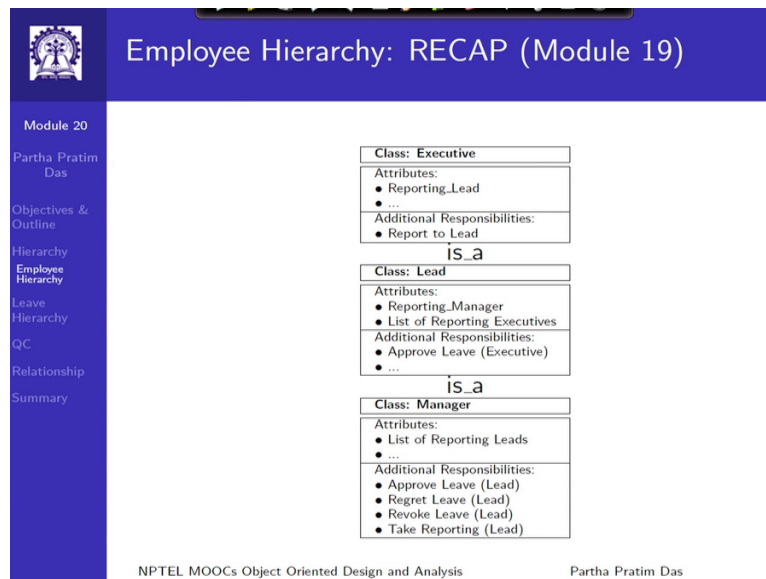 Employee Hierarchy: RECAP (Module 19)
Module 20
Partha Pratim
Das
Objectives &
Outline
Hierarchy
Employee
Hierarchy
Leave
Hierarchy
QC
Relationship
Summary
Class: Executive
Attributes:
• Reporting_Lead
• ...
Additional Responsibilities:
• Report to Lead
is_a
Class: Lead
Attributes:
• Reporting_Manager
• List of Reporting Executives
Additional Responsibilities:
• Approve Leave (Executive)
• ...
is_a
Class: Manager
Attributes:
• List of Reporting Leads
• ...
Additional Responsibilities:
• Approve Leave (Lead)
• Regret Leave (Lead)
• Revoke Leave (Lead)
• Take Reporting (Lead)
NPTEL MOOCs Object Oriented Design and Analysis Partha Pratim Das